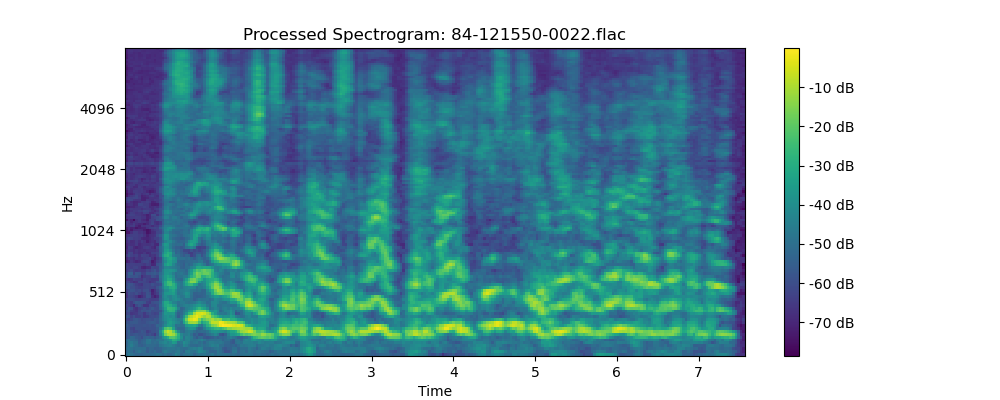 Processed Spectrogram: 84-121550-0022.flac
Hz
4096
2048
1024
512
0
0 1 2 3 4 5 6 7
Time
-10 dB
-20 dB
-30 dB
-40 dB
-50 dB
-60 dB
-70 dB